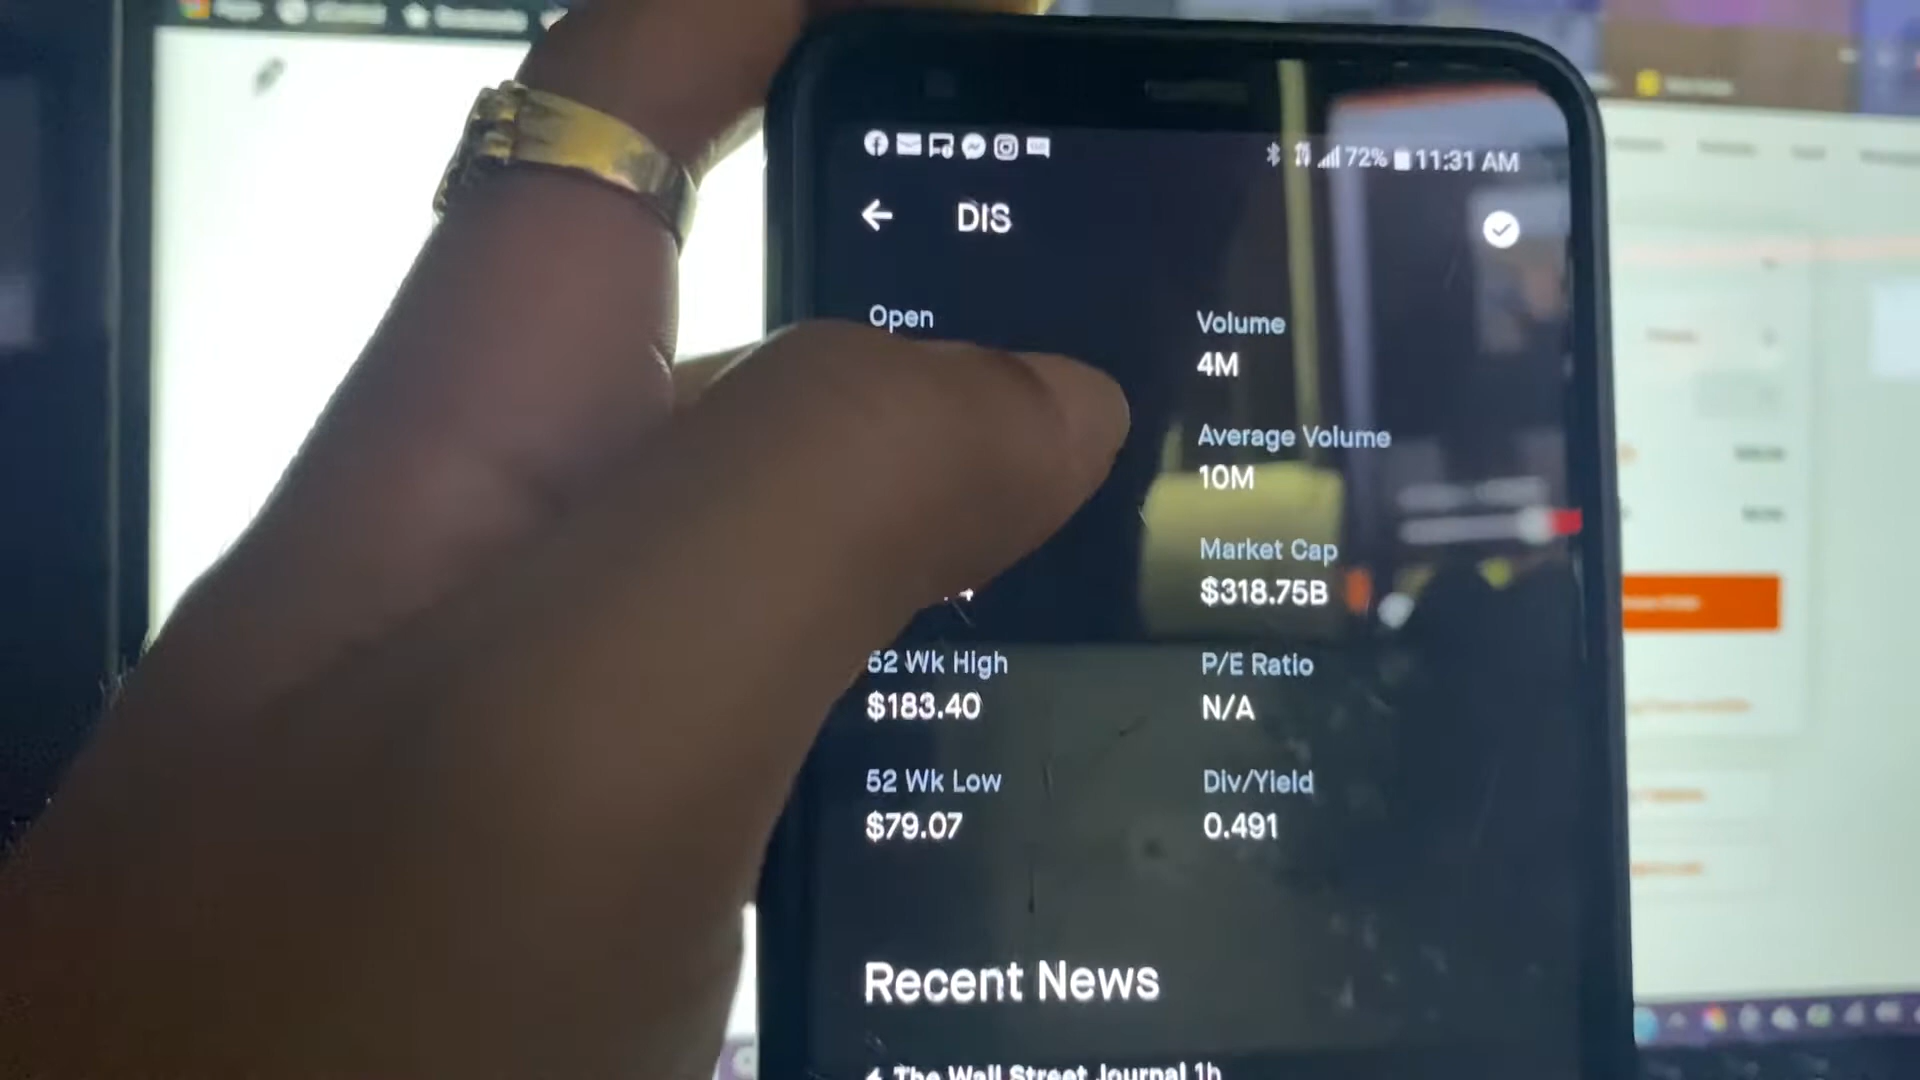 72% 11:31 AM
DIS
Open
Volume
4M
Average Volume
10M
Market Cap
$318.75B
52 Wk High
$183.40
P/E Ratio
N/A
52 Wk Low
$79.07
Div/Yield
0.491
Recent News
The Wall Street Journal 1h